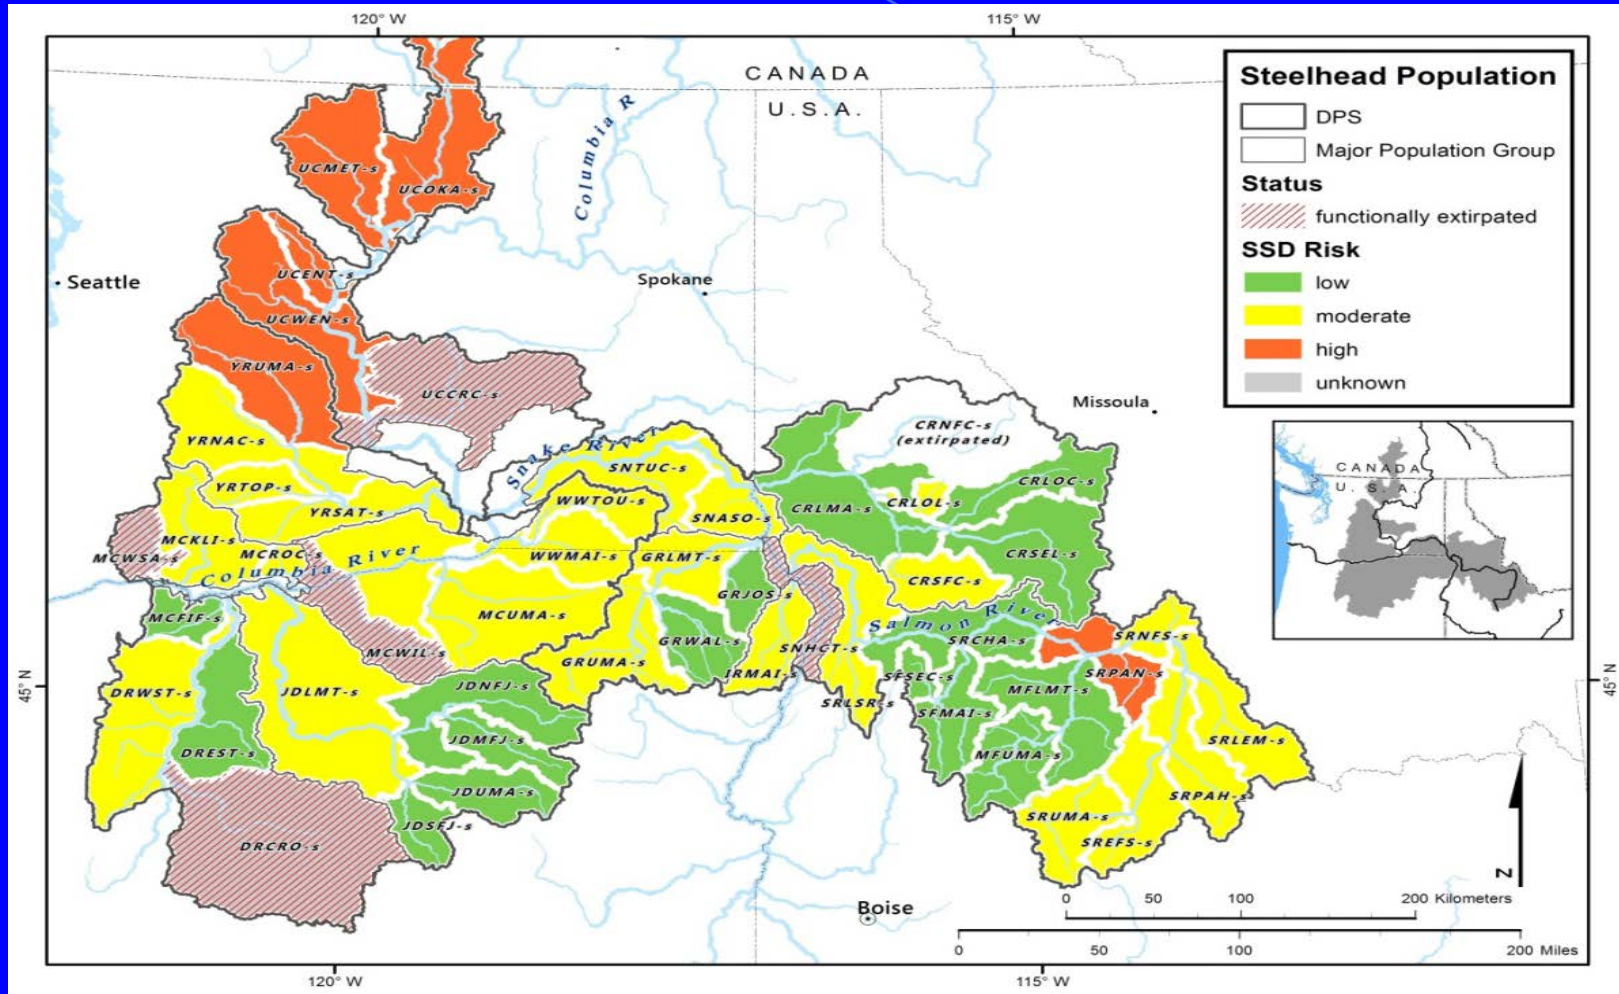 120° W
115° W
CANADA
U.S.A.
Columbia R
Steelhead Population
DPS
Major Population Group
Status
functionally extirpated
SSD Risk
low
moderate
high
unknown
UCMET-s
UCOKA-s
Seattle
UCENT-s
Spokane
UCWEN-s
YRUMA-s
UCCRC-s
Missoula
CRNFC-s
(extirpated)
YRNAC-s
Snake River
SNTUC-s
CANADA
U. S. A.
YRTOP-s
WWTOU-s
CRLOC-s
YRSAT-s
SNASO-s
CRLMA-s
CRLOL-s
MCKLI-s
MCWSA-s
MCROC-s
Columbia River
WWMAI-s
GRLMT-s
CRSEL-s
CRSFC-s
GRJOS-s
MCFIF-s
MCUMA-s
Salmon River
MCWIL-s
GRWAL-s
SNHCT-s
SRCHA-s
SRNFS-s
GRUMA-s
IRMAI-s
SFSEC-s
SRPAN-s
45° N
45° N
DRWST-s
JDLMT-s
JDNFJ-s
SRLSR-s
MFLMT-s
SFMAI-s
DREST-s
JDMFJ-s
MFUMA-s
SRLEM-s
JDUMA-s
SRPAH-s
JDSFJ-s
SRUMA-s
DRCRO-s
SREFS-s
N
Boise
0 50 100 200 Kilometers
0 50 100 200 Miles
120° W
115° W